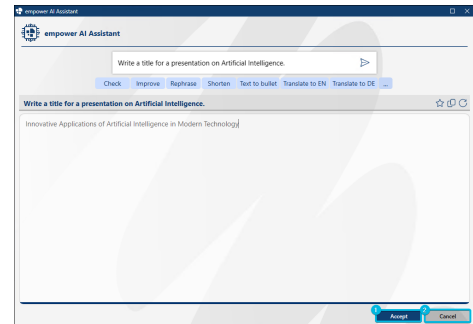 empower AI Assistant
empower AI Assistant
Write a title for a presentation on Artificial Intelligence.
Check Improve Rephrase Shorten Text to bullet Translate to EN Translate to DE ...
Write a title for a presentation on Artificial Intelligence.
Innovative Applications of Artificial Intelligence in Modern Technology
1 2
Accept Cancel